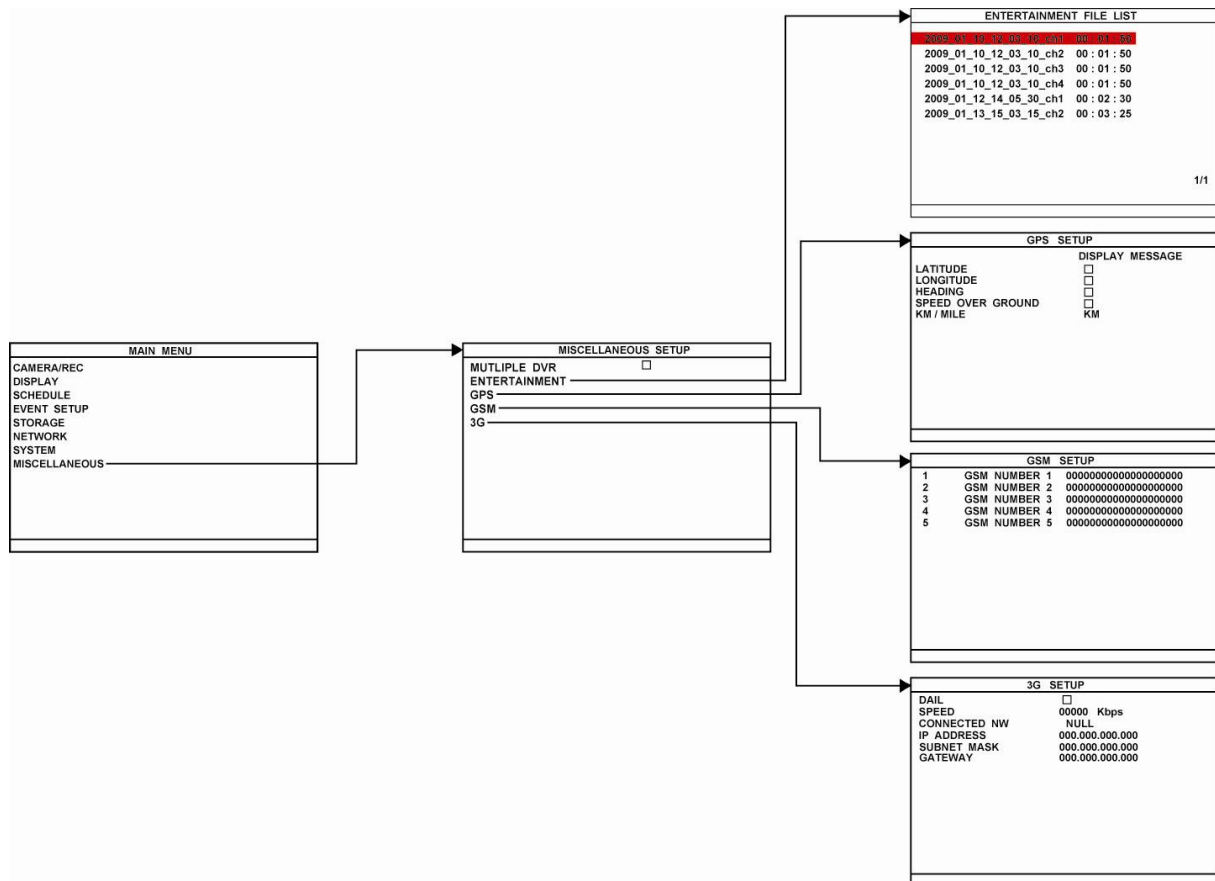 ENTERTAINMENT FILE LIST
2009_01_10_12_03_10_ch1 00 : 01 : 50
2009_01_10_12_03_10_ch2 00 : 01 : 50
2009_01_10_12_03_10_ch3 00 : 01 : 50
2009_01_10_12_03_10_ch4 00 : 01 : 50
2009_01_12_14_05_30_ch1 00 : 02 : 30
2009_01_13_15_03_15_ch2 00 : 03 : 25
1/1
GPS SETUP
DISPLAY MESSAGE
LATITUDE
LONGITUDE
HEADING
SPEED OVER GROUND
KM / MILE KM
MAIN MENU
CAMERA/REC
DISPLAY
SCHEDULE
EVENT SETUP
STORAGE
NETWORK
SYSTEM
MISCELLANEOUS
MISCELLANEOUS SETUP
MUTLIPLE DVR
ENTERTAINMENT
GPS
GSM
3G
GSM SETUP
1 GSM NUMBER 1 00000000000000000000
2 GSM NUMBER 2 00000000000000000000
3 GSM NUMBER 3 00000000000000000000
4 GSM NUMBER 4 00000000000000000000
5 GSM NUMBER 5 00000000000000000000
3G SETUP
DAIL
SPEED 00000 Kbps
CONNECTED NW NULL
IP ADDRESS 000.000.000.000
SUBNET MASK 000.000.000.000
GATEWAY 000.000.000.000